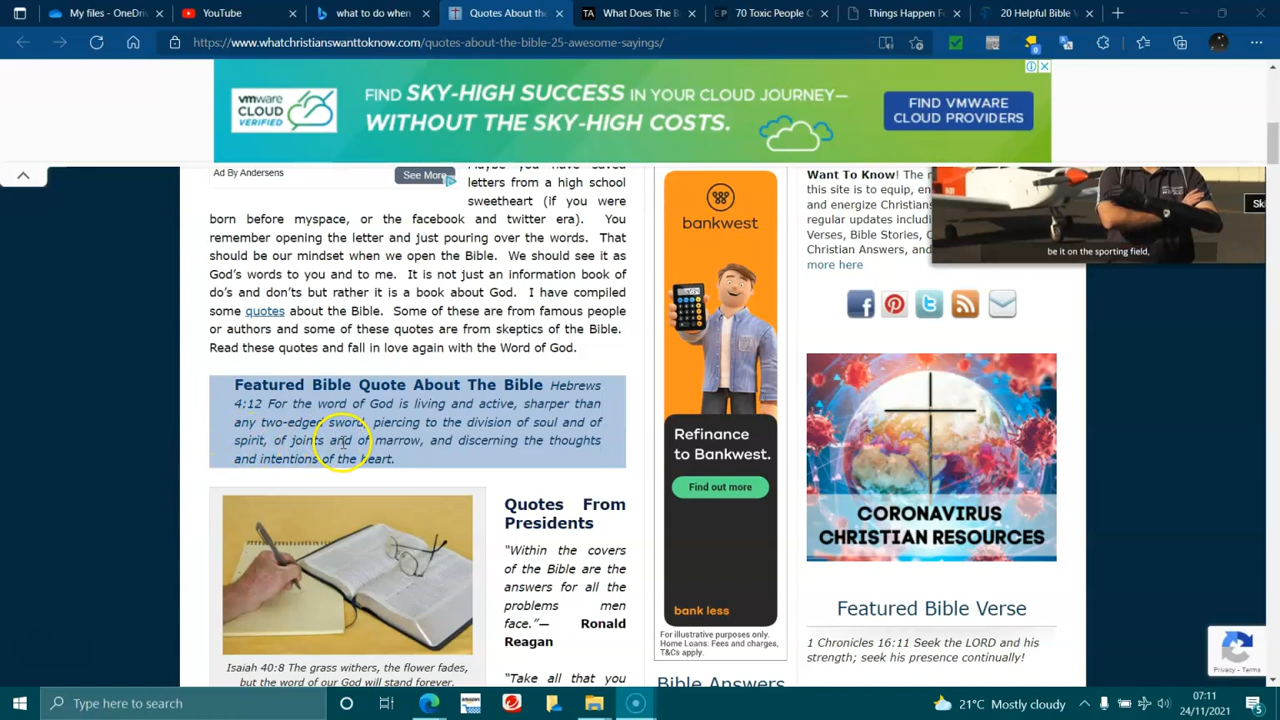 My files - OneDriv
YouTube
what to do when
Quotes About the
What Does The B
70 Toxic People C
Things Happen F
20 Helpful Bible V
https://www.whatchristianswanttoknow.com/quotes-about-the-bible-25-awesome-sayings/
vmware
CLOUD
VERIFIED
FIND SKY-HIGH SUCCESS IN YOUR CLOUD JOURNEY—
WITHOUT THE SKY-HIGH COSTS.
FIND VMWARE
CLOUD PROVIDERS
Ad By Andersens
See More
Maybe you have saved
letters from a high school
sweetheart (if you were
born before myspace, or the facebook and twitter era). You
remember opening the letter and just pouring over the words. That
should be our mindset when we open the Bible. We should see it as
God's words to you and to me. It is not just an information book of
do's and don'ts but rather it is a book about God. I have compiled
some quotes about the Bible. Some of these are from famous people
or authors and some of these quotes are from skeptics of the Bible.
Read these quotes and fall in love again with the Word of God.
Featured Bible Quote About The Bible Hebrews
4:12 For the word of God is living and active, sharper than
any two-edged sword, piercing to the division of soul and of
spirit, of joints and of marrow, and discerning the thoughts
and intentions of the heart.
Isaiah 40:8 The grass withers, the flower fades,
but the word of our God will stand forever.
Quotes From
Presidents
“Within the covers
of the Bible are the
answers for all the
problems men
face.”— Ronald
Reagan
“Take all that you
bankwest
Refinance
to Bankwest.
Find out more
bank less
For illustrative purposes only.
Home Loans: Fees and charges,
T&Cs apply.
Bible Answers
Want To Know! The
this site is to equip, en
and energize Christians
regular updates includi
Verses, Bible Stories, C
Christian Answers, and
more here
be it on the sporting field,
Sk
CORONAVIRUS
CHRISTIAN RESOURCES
Featured Bible Verse
1 Chronicles 16:11 Seek the LORD and his
strength; seek his presence continually!
Privacy - Terms
Type here to search
amazon
21°C Mostly cloudy
07:11
24/11/2021
5